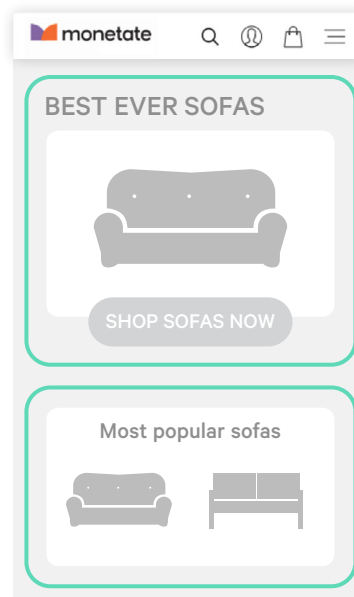 monetate
BEST EVER SOFAS
SHOP SOFAS NOW
Most popular sofas